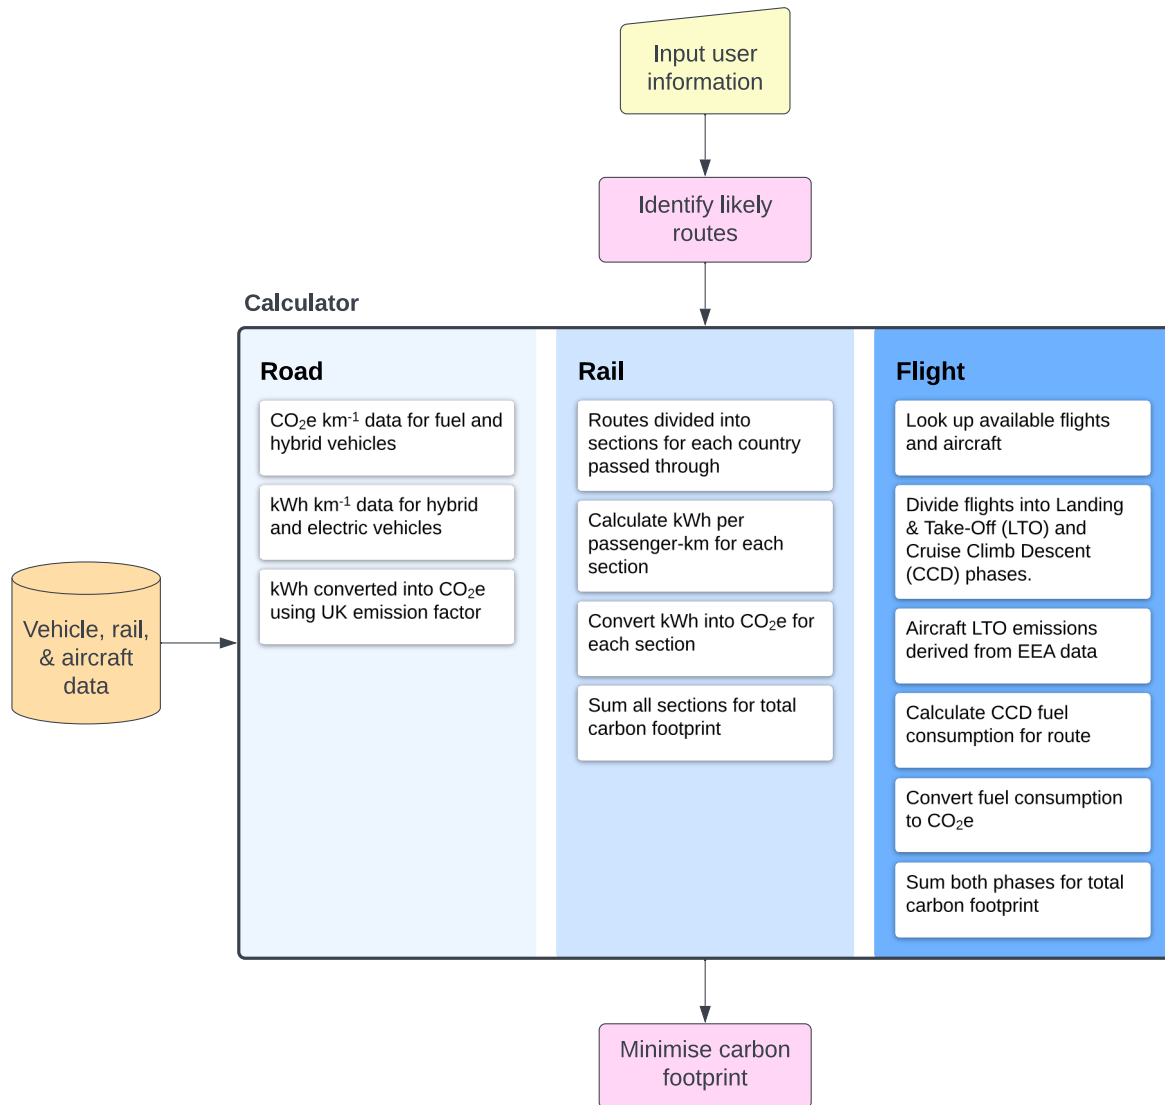 Input user
information
Identify likely
routes
Calculator
Road
CO₂e km⁻¹ data for fuel and
hybrid vehicles
kWh km⁻¹ data for hybrid
and electric vehicles
kWh converted into CO₂e
using UK emission factor
Rail
Routes divided into
sections for each country
passed through
Calculate kWh per
passenger-km for each
section
Convert kWh into CO₂e for
each section
Sum all sections for total
carbon footprint
Flight
Look up available flights
and aircraft
Divide flights into Landing
& Take-Off (LTO) and
Cruise Climb Descent
(CCD) phases.
Aircraft LTO emissions
derived from EEA data
Calculate CCD fuel
consumption for route
Convert fuel consumption
to CO₂e
Sum both phases for total
carbon footprint
Vehicle, rail,
& aircraft
data
Minimise carbon
footprint